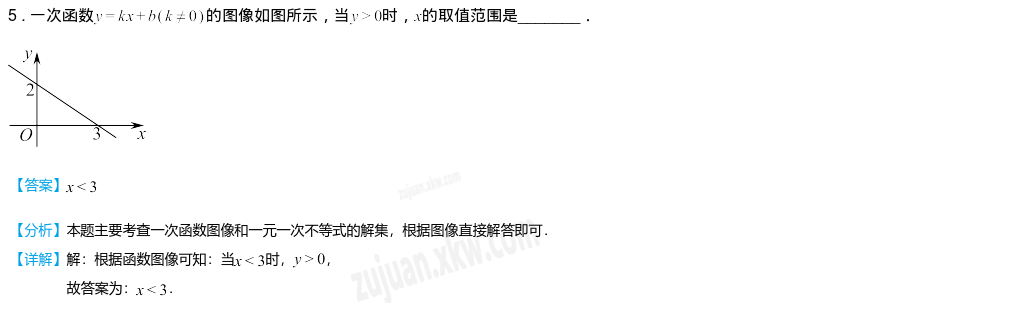 5 . 一次函数y=kx+b(k≠0)的图像如图所示，当y>0时，x的取值范围是________．
y
2
O
3
x
【答案】x<3
zujuan.xkw.com
【分析】本题主要考查一次函数图像和一元一次不等式的解集，根据图像直接解答即可．
【详解】解：根据函数图像可知：当x<3时，y>0，
故答案为：x<3．
zujuan.xkw.com